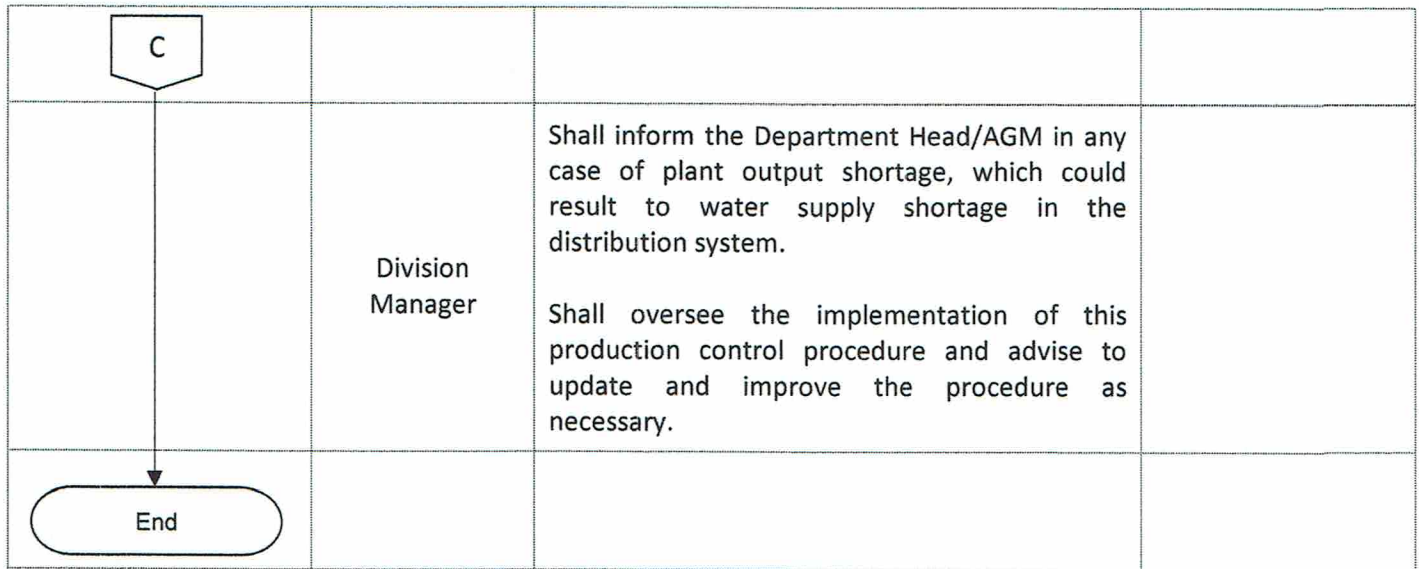 C
Shall inform the Department Head/AGM in any
case of plant output shortage, which could
result to water supply shortage in the
distribution system.
Division
Manager
Shall oversee the implementation of this
production control procedure and advise to
update and improve the procedure as
necessary.
End